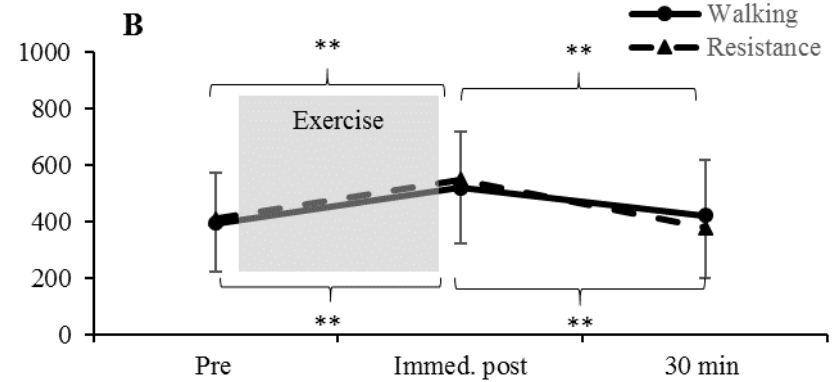 B
Walking
Resistance
1000
800
600
400
200
0
**
**
Exercise
**
**
Pre
Immed. post
30 min